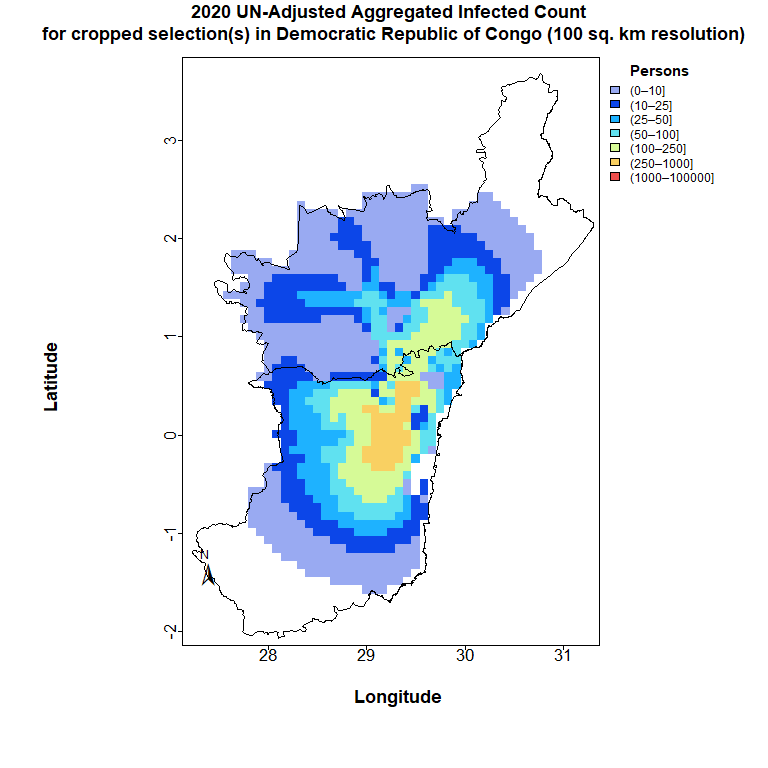 2020 UN-Adjusted Aggregated Infected Count
for cropped selection(s) in Democratic Republic of Congo (100 sq. km resolution)
Persons
(0–10]
(10–25]
(25–50]
(50–100]
(100–250]
(250–1000]
(1000–100000]
3
2
1
0
-1
-2
Latitude
N
28 29 30 31
Longitude